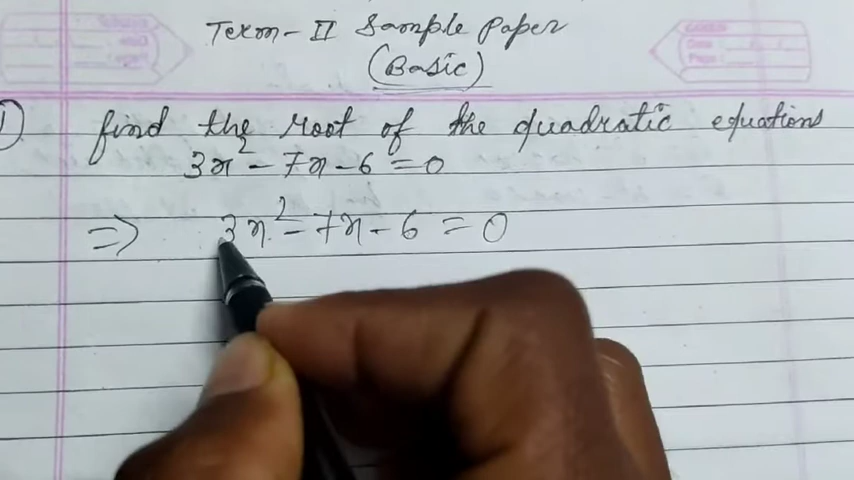 Term-II Sample Paper
(Basic)
1) find the root of the quadratic equations
3x² - 7x - 6 = 0
=> 3x² - 7x - 6 = 0